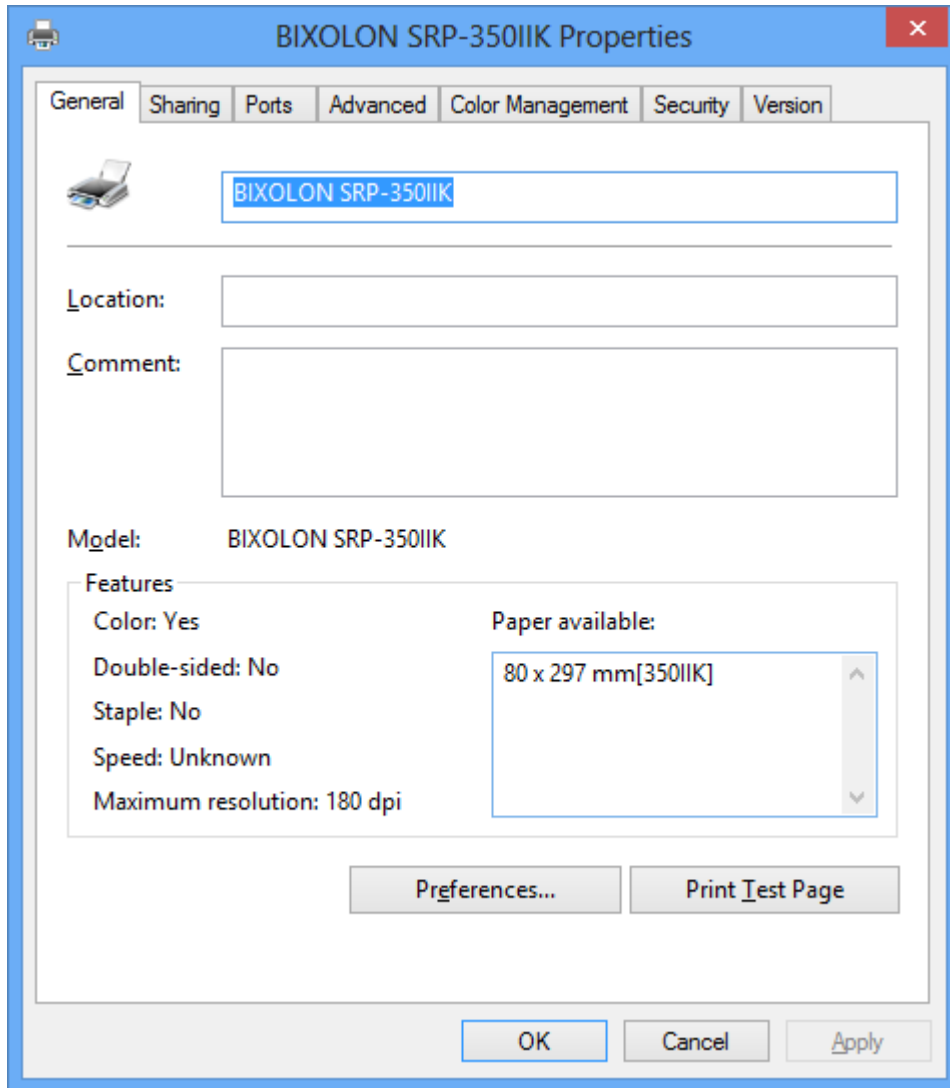 BIXOLON SRP-350IIK Properties
General Sharing Ports Advanced Color Management Security Version
BIXOLON SRP-350IIK
Location:
Comment:
Model: BIXOLON SRP-350IIK
Features
Color: Yes
Paper available:
Double-sided: No
80 x 297 mm[350IIK]
Staple: No
Speed: Unknown
Maximum resolution: 180 dpi
Preferences... Print Test Page
OK Cancel Apply